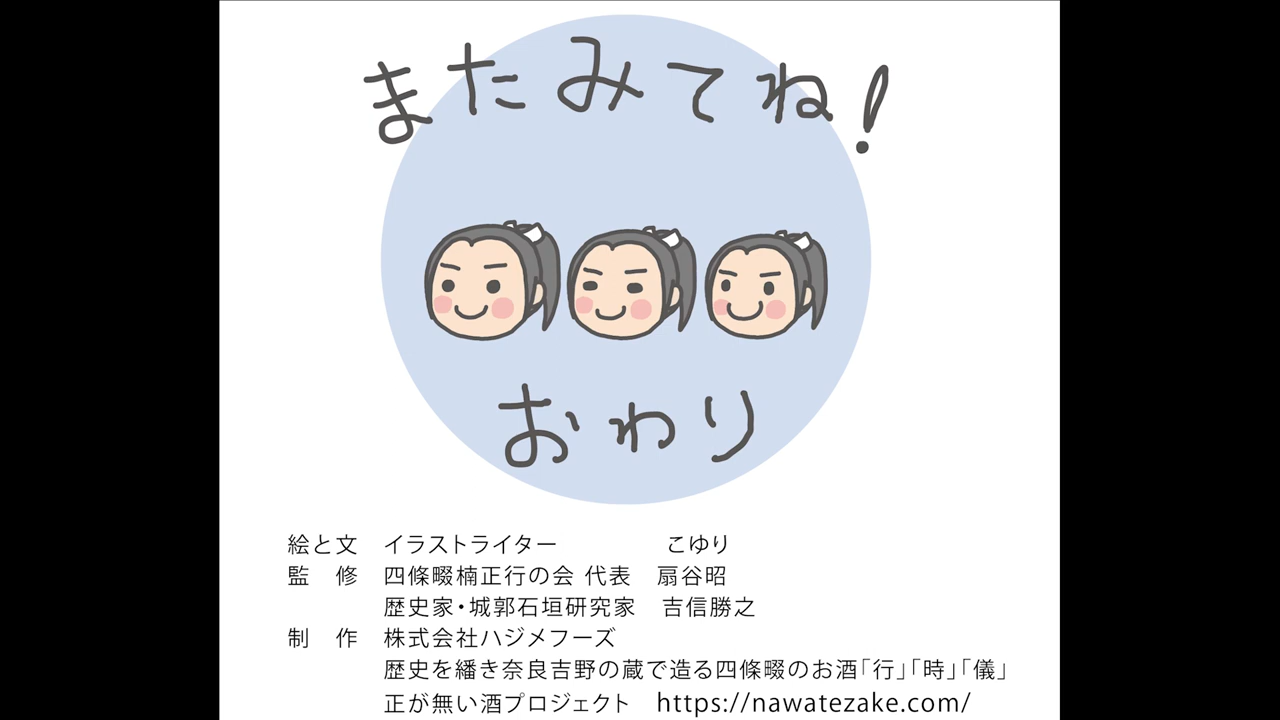 またみてね!
おわり
絵と文 イラストライター こゆり
監 修 四條畷楠正行の会 代表 扇谷昭
歴史家・城郭石垣研究家 吉信勝之
制 作 株式会社ハジメフーズ
歴史を繙き奈良吉野の蔵で造る四條畷のお酒「行」「時」「儀」
正が無い酒プロジェクト https://nawatezake.com/